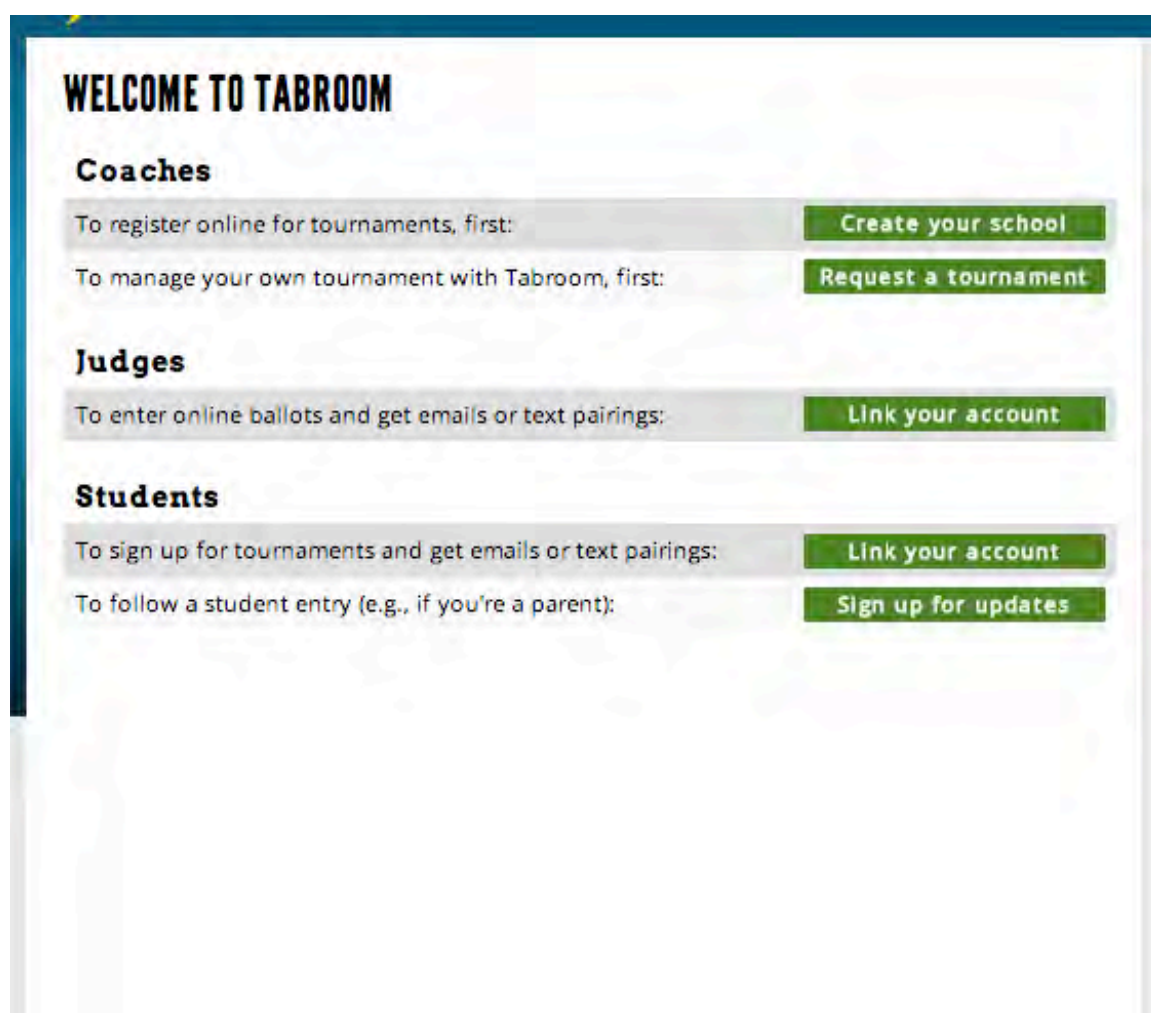 WELCOME TO TABROOM
Coaches
To register online for tournaments, first: Create your school
To manage your own tournament with Tabroom, first: Request a tournament
Judges
To enter online ballots and get emails or text pairings: Link your account
Students
To sign up for tournaments and get emails or text pairings: Link your account
To follow a student entry (e.g., if you're a parent): Sign up for updates